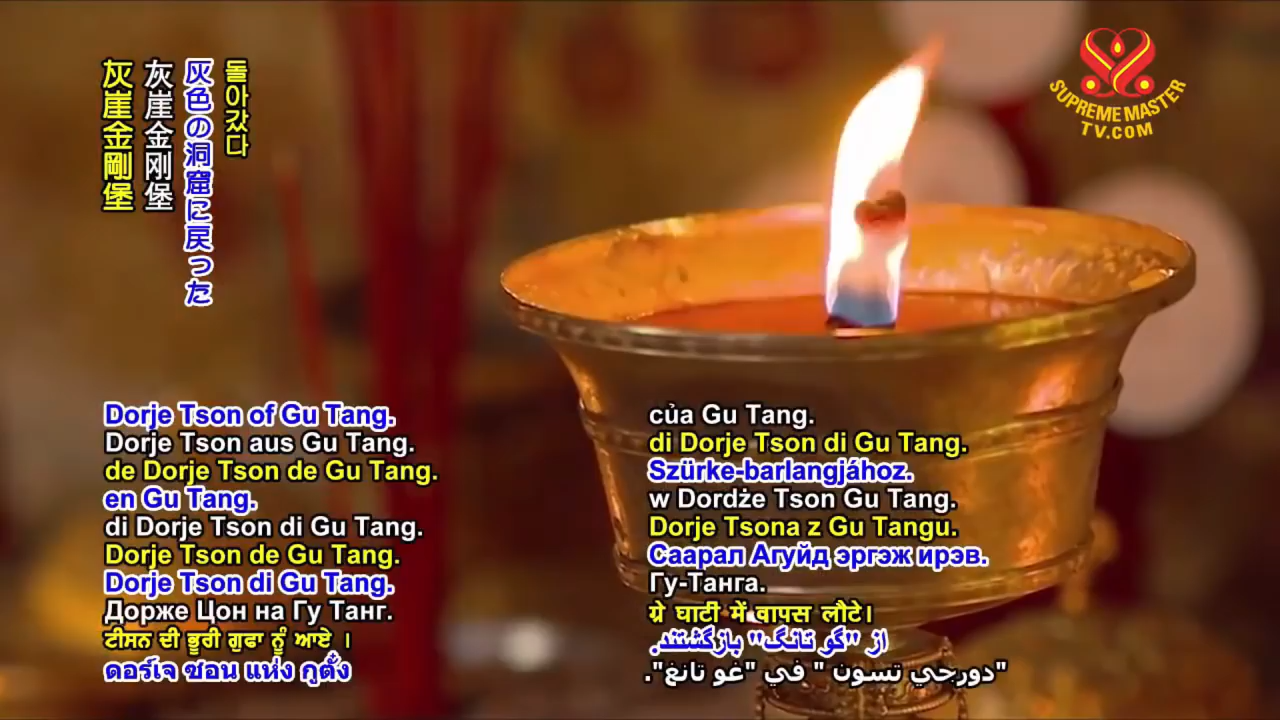 돌아갔다
灰色の洞窟に戻った
灰崖金刚堡
灰崖金剛堡
SUPREME MASTER
TV.COM
Dorje Tson of Gu Tang.
Dorje Tson aus Gu Tang.
de Dorje Tson de Gu Tang.
en Gu Tang.
di Dorje Tson di Gu Tang.
Dorje Tson de Gu Tang.
Dorje Tson di Gu Tang.
Дорже Цон на Гу Танг.
ਟੀਸਨ ਦੀ ਭੂਰੀ ਗੁਫਾ ਨੂੰ ਆਏ ।
ดอร์เจ ซอน แห่ง กูตั๋ง
của Gu Tang.
di Dorje Tson di Gu Tang.
Szürke-barlangjához.
w Dordże Tson Gu Tang.
Dorje Tsona z Gu Tangu.
Саарал Агуйд эргэж ирэв.
Гу-Танга.
ग्रे घाटी में वापस लौटे।
از "گو تانگ" بازگشتند.
"دورجي تسون " في "غو تانغ".